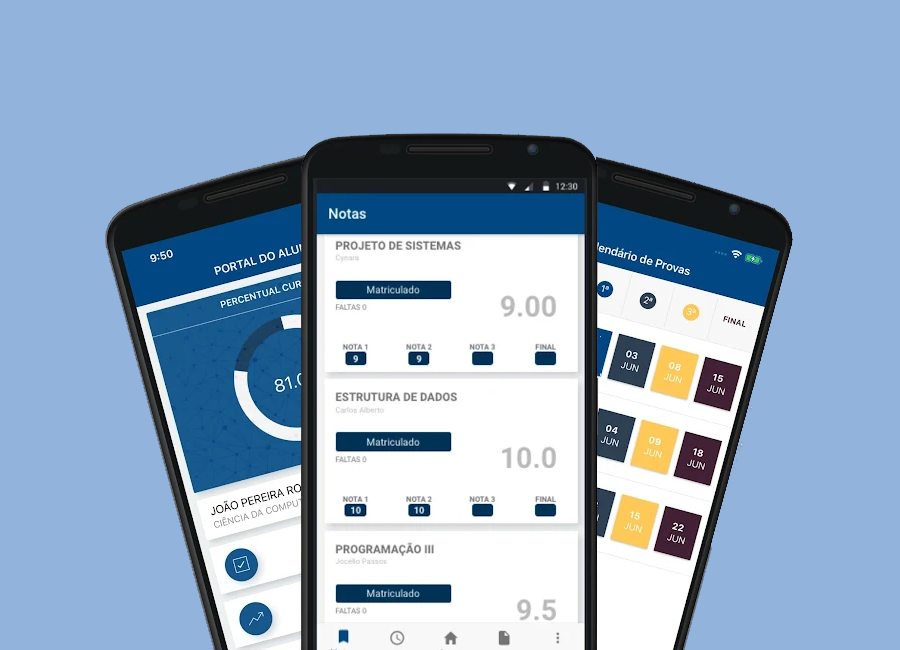 9:50
PORTAL DO ALU
PERCENTUAL CUR
81.0
JOÃO PEREIRA RO
CIÊNCIA DA COMPUT
12:30
Notas
PROJETO DE SISTEMAS
Cynara
Matriculado
FALTAS 0
9.00
NOTA 1 NOTA 2 NOTA 3 FINAL
9 9
ESTRUTURA DE DADOS
Carlos Alberto
Matriculado
FALTAS 0
10.0
NOTA 1 NOTA 2 NOTA 3 FINAL
10 10
PROGRAMAÇÃO III
Jocélio Passos
Matriculado
FALTAS 0
9.5
lendário de Provas
1ª 2ª 3ª FINAL
03 08 15
JUN JUN JUN
04 09 18
JUN JUN JUN
15 22
JUN JUN